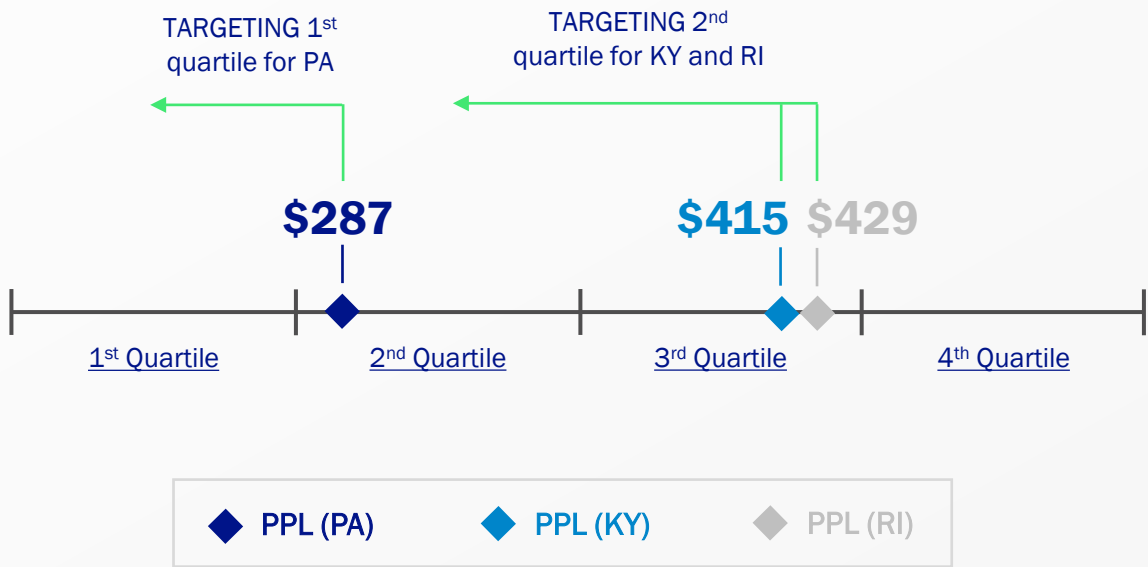 TARGETING 1st
quartile for PA
TARGETING 2nd
quartile for KY and RI
$287
$415
$429
1st Quartile
2nd Quartile
3rd Quartile
4th Quartile
PPL (PA)
PPL (KY)
PPL (RI)